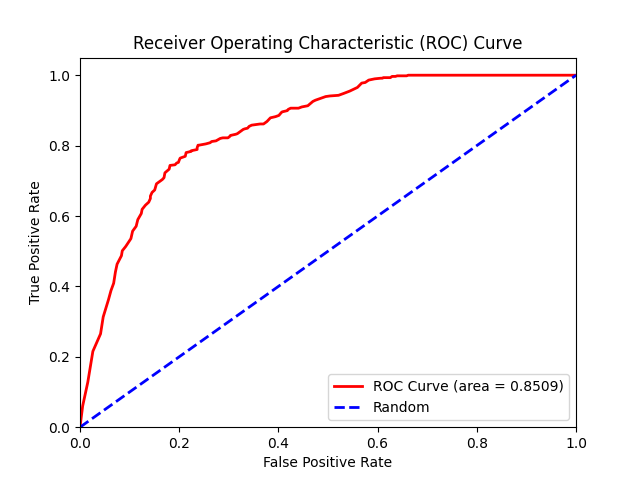 Receiver Operating Characteristic (ROC) Curve
True Positive Rate
1.0
0.8
0.6
0.4
0.2
0.0
0.0 0.2 0.4 0.6 0.8 1.0
False Positive Rate
ROC Curve (area = 0.8509)
Random